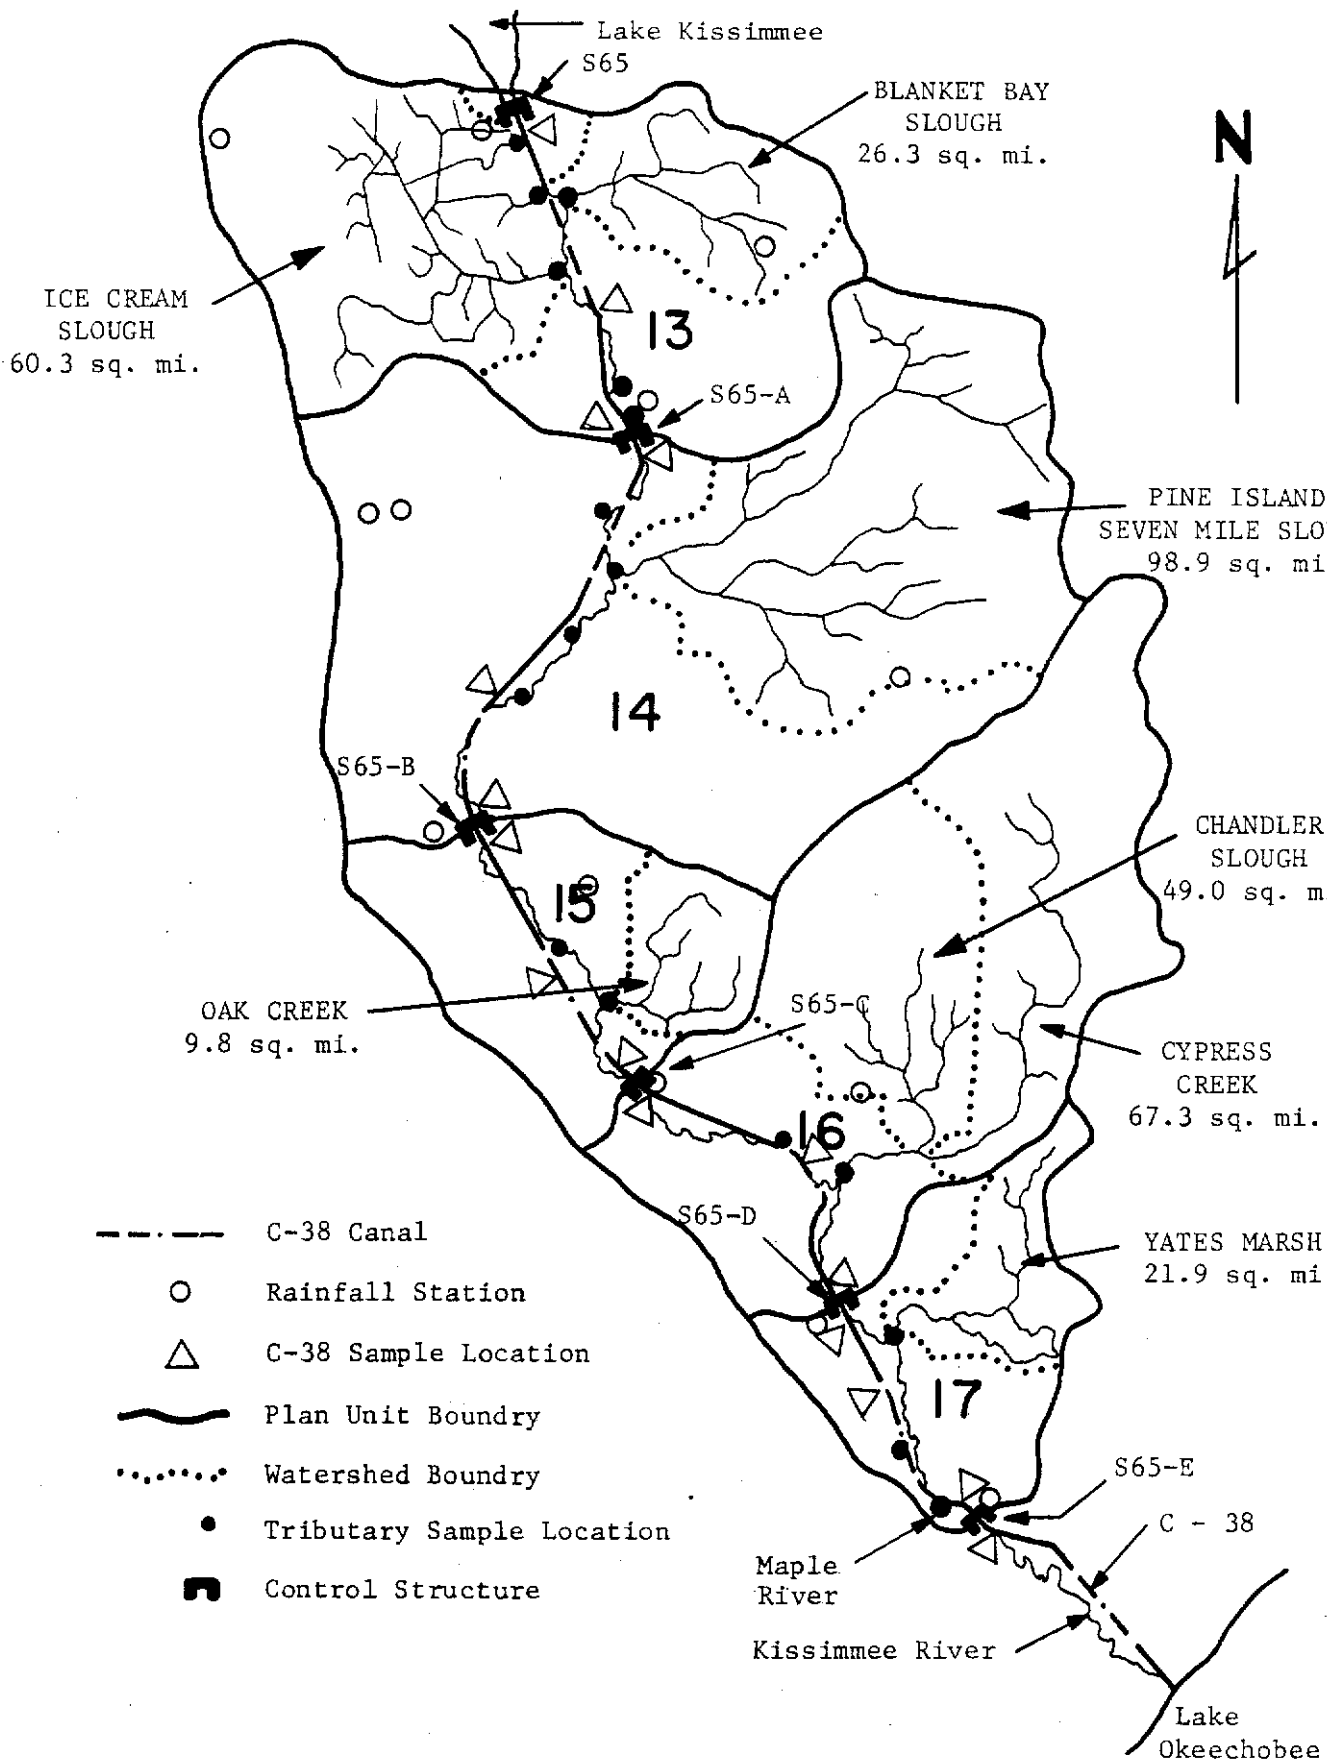 Lake Kissimmee
S65
BLANKET BAY
SLOUGH
26.3 sq. mi.
N
ICE CREAM
SLOUGH
60.3 sq. mi.
13
S65-A
PINE ISLAND
SEVEN MILE SLO
98.9 sq. mi
14
S65-B
CHANDLER
SLOUGH
49.0 sq. m
15
OAK CREEK
9.8 sq. mi.
S65-C
CYPRESS
CREEK
67.3 sq. mi.
16
S65-D
YATES MARSH
21.9 sq. mi
C-38 Canal
Rainfall Station
C-38 Sample Location
Plan Unit Boundry
Watershed Boundry
Tributary Sample Location
Control Structure
17
S65-E
C - 38
Maple
River
Kissimmee River
Lake
Okeechobee